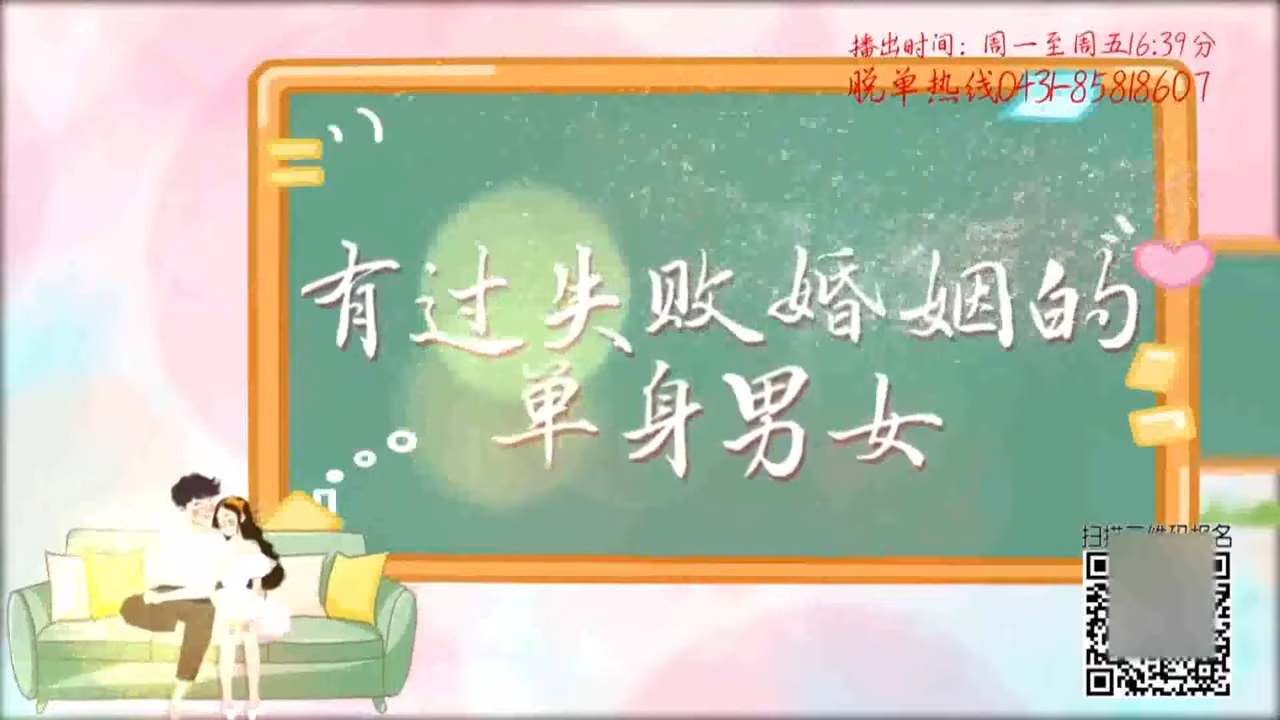 播出时间：周一至周五16:39分
脱单热线0431-85818607
有过失败婚姻的
单身男女
扫描二维码报名